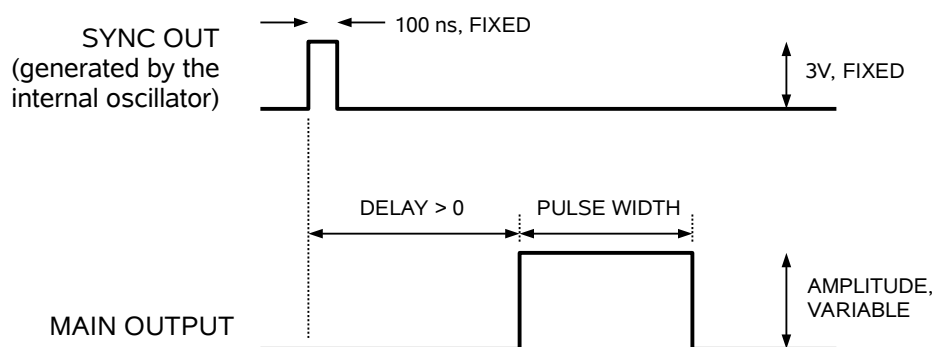 100 ns, FIXED
SYNC OUT
(generated by the
internal oscillator)
3V, FIXED
DELAY > 0
PULSE WIDTH
AMPLITUDE,
VARIABLE
MAIN OUTPUT